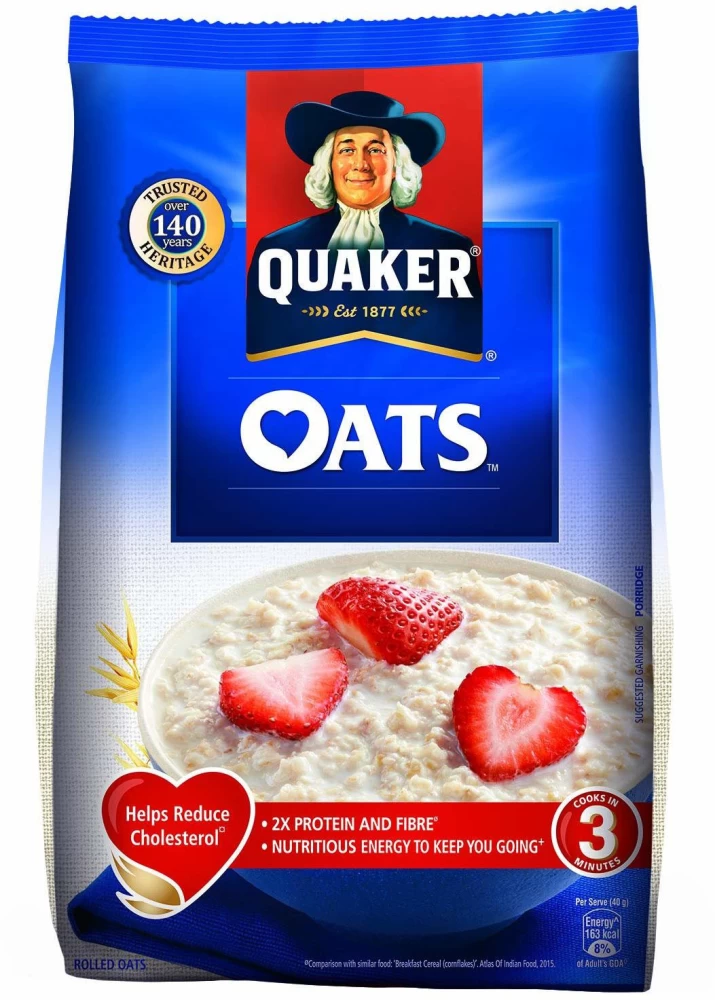 TRUSTED
over
140
years
HERITAGE
QUAKER®
Est 1877
®
OATS™
SUGGESTED GARNISHING PORRIDGE
Helps Reduce
Cholesterol¤
• 2X PROTEIN AND FIBRE⁰
• NUTRITIOUS ENERGY TO KEEP YOU GOING⁺
COOKS IN
3
MINUTES
Per Serve (40 g)
Energy^
163 kcal
8%
of Adult's GDA
ROLLED OATS
⁰Comparison with similar food: 'Breakfast Cereal (cornflakes)'. Atlas Of Indian Food, 2015.